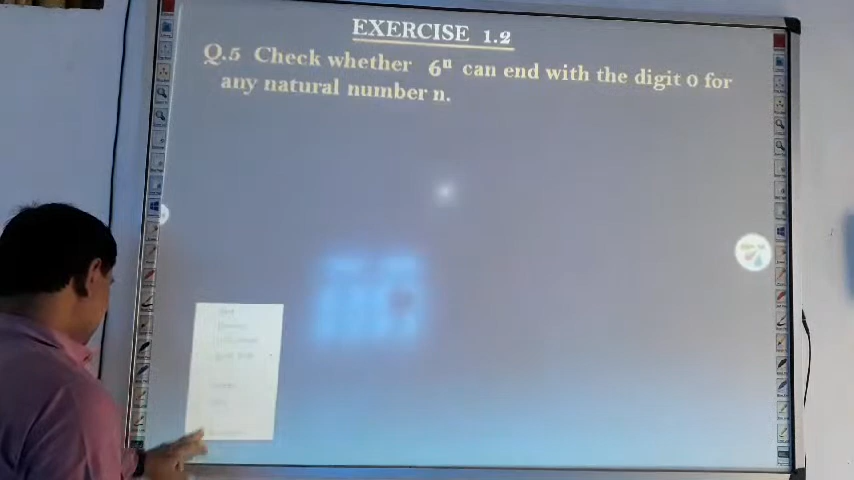 EXERCISE 1.2
Q.5 Check whether 6ⁿ can end with the digit 0 for
any natural number n.